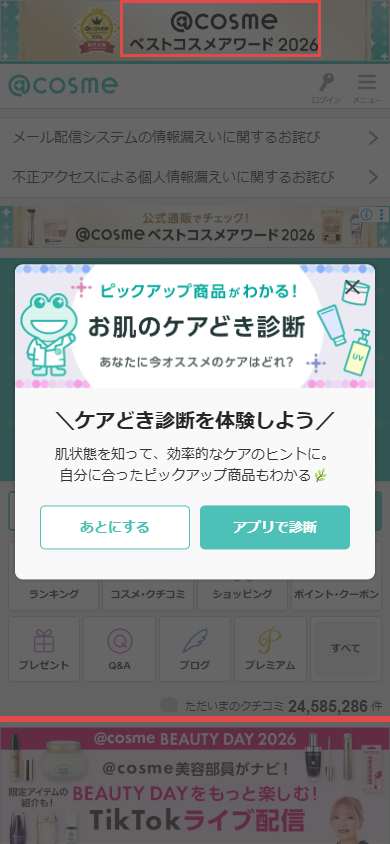 @cosme
ベストコスメアワード 2026
@cosme
ログイン
メニュー
メール配信システムの情報漏えいに関するお詫び
不正アクセスによる個人情報漏えいに関するお詫び
公式通販でチェック!
@cosme ベストコスメアワード2026
ピックアップ商品がわかる!
お肌のケアどき診断
あなたに今オススメのケアはどれ?
UV
＼ケアどき診断を体験しよう／
肌状態を知って、効率的なケアのヒントに。
自分に合ったピックアップ商品もわかる
あとにする
アプリで診断
ランキング
コスメ・クチコミ
ショッピング
ポイント・クーポン
プレゼント
Q&A
ブログ
プレミアム
すべて
ただいまのクチコミ 24,585,286 件
@cosme BEAUTY DAY 2026
@cosme美容部員がナビ!
限定アイテムの
紹介も!
BEAUTY DAYをもっと楽しむ!
TikTokライブ配信